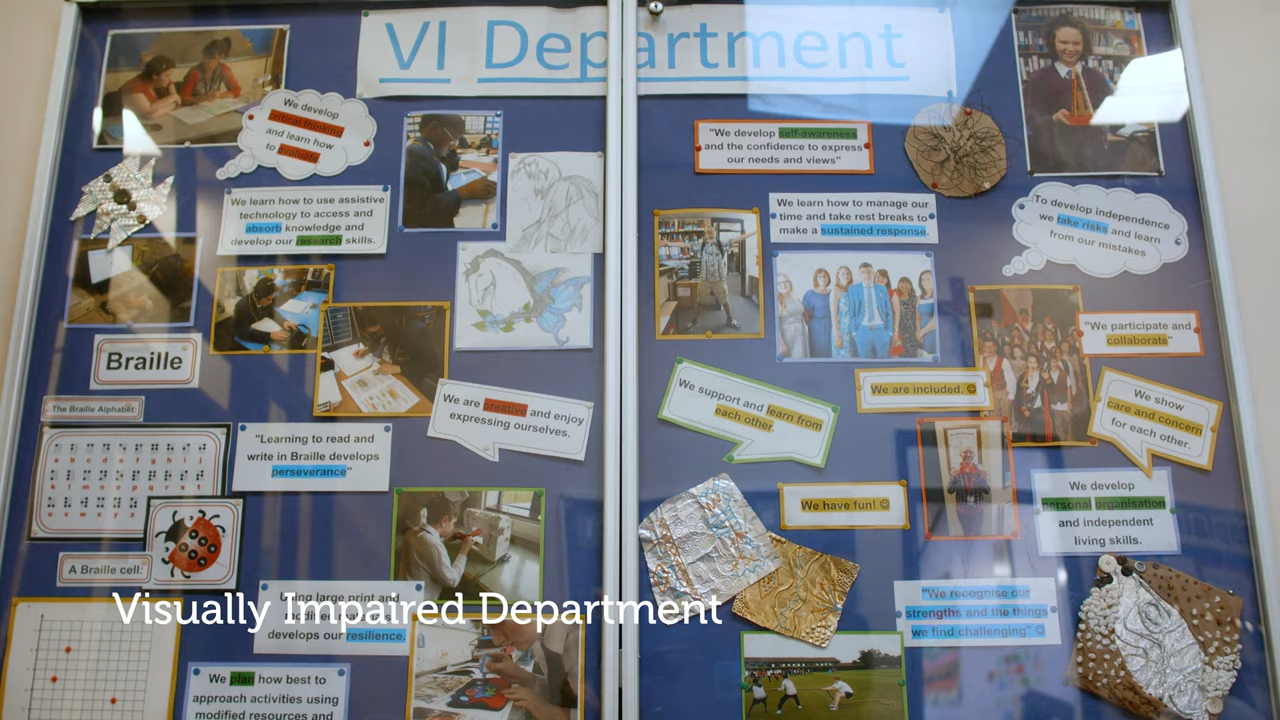 VI Department
We develop
critical thinking
and learn how
to evaluate
We learn how to use assistive
technology to access and
absorb knowledge and
develop our research skills.
Braille
The Braille Alphabet:
a b c d e f g h i j
k l m n o p q r s t
u v w x y z
"Learning to read and
write in Braille develops
perseverance"
A Braille cell:
We are creative and enjoy
expressing ourselves.
large print and
develops our resilience.
We plan how best to
approach activities using
modified resources and
"We develop self-awareness
and the confidence to express
our needs and views"
We learn how to manage our
time and take rest breaks to
make a sustained response.
To develop independence
we take risks and learn
from our mistakes
"We participate and
collaborate"
We are included.
We support and learn from
each other.
We show
care and concern
for each other.
We have fun!
We develop
personal organisation
and independent
living skills.
"We recognise our
strengths and the things
we find challenging"
Visually Impaired Department